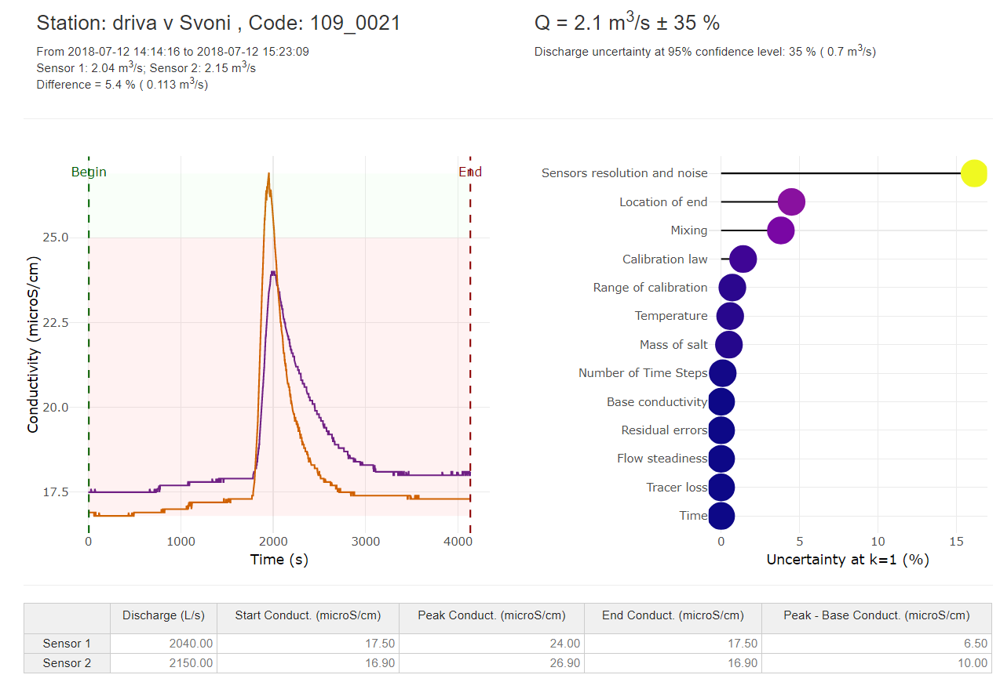 Station: driva v Svoni , Code: 109_0021
From 2018-07-12 14:14:16 to 2018-07-12 15:23:09
Sensor 1: 2.04 m³/s; Sensor 2: 2.15 m³/s
Difference = 5.4 % ( 0.113 m³/s)
Q = 2.1 m³/s ± 35 %
Discharge uncertainty at 95% confidence level: 35 % ( 0.7 m³/s)
Begin
End
25.0
22.5
20.0
17.5
Conductivity (microS/cm)
0 1000 2000 3000 4000
Time (s)
Sensors resolution and noise
Location of end
Mixing
Calibration law
Range of calibration
Temperature
Mass of salt
Number of Time Steps
Base conductivity
Residual errors
Flow steadiness
Tracer loss
Time
0 5 10 15
Uncertainty at k=1 (%)
Discharge (L/s) Start Conduct. (microS/cm) Peak Conduct. (microS/cm) End Conduct. (microS/cm) Peak - Base Conduct. (microS/cm)
Sensor 1 2040.00 17.50 24.00 17.50 6.50
Sensor 2 2150.00 16.90 26.90 16.90 10.00